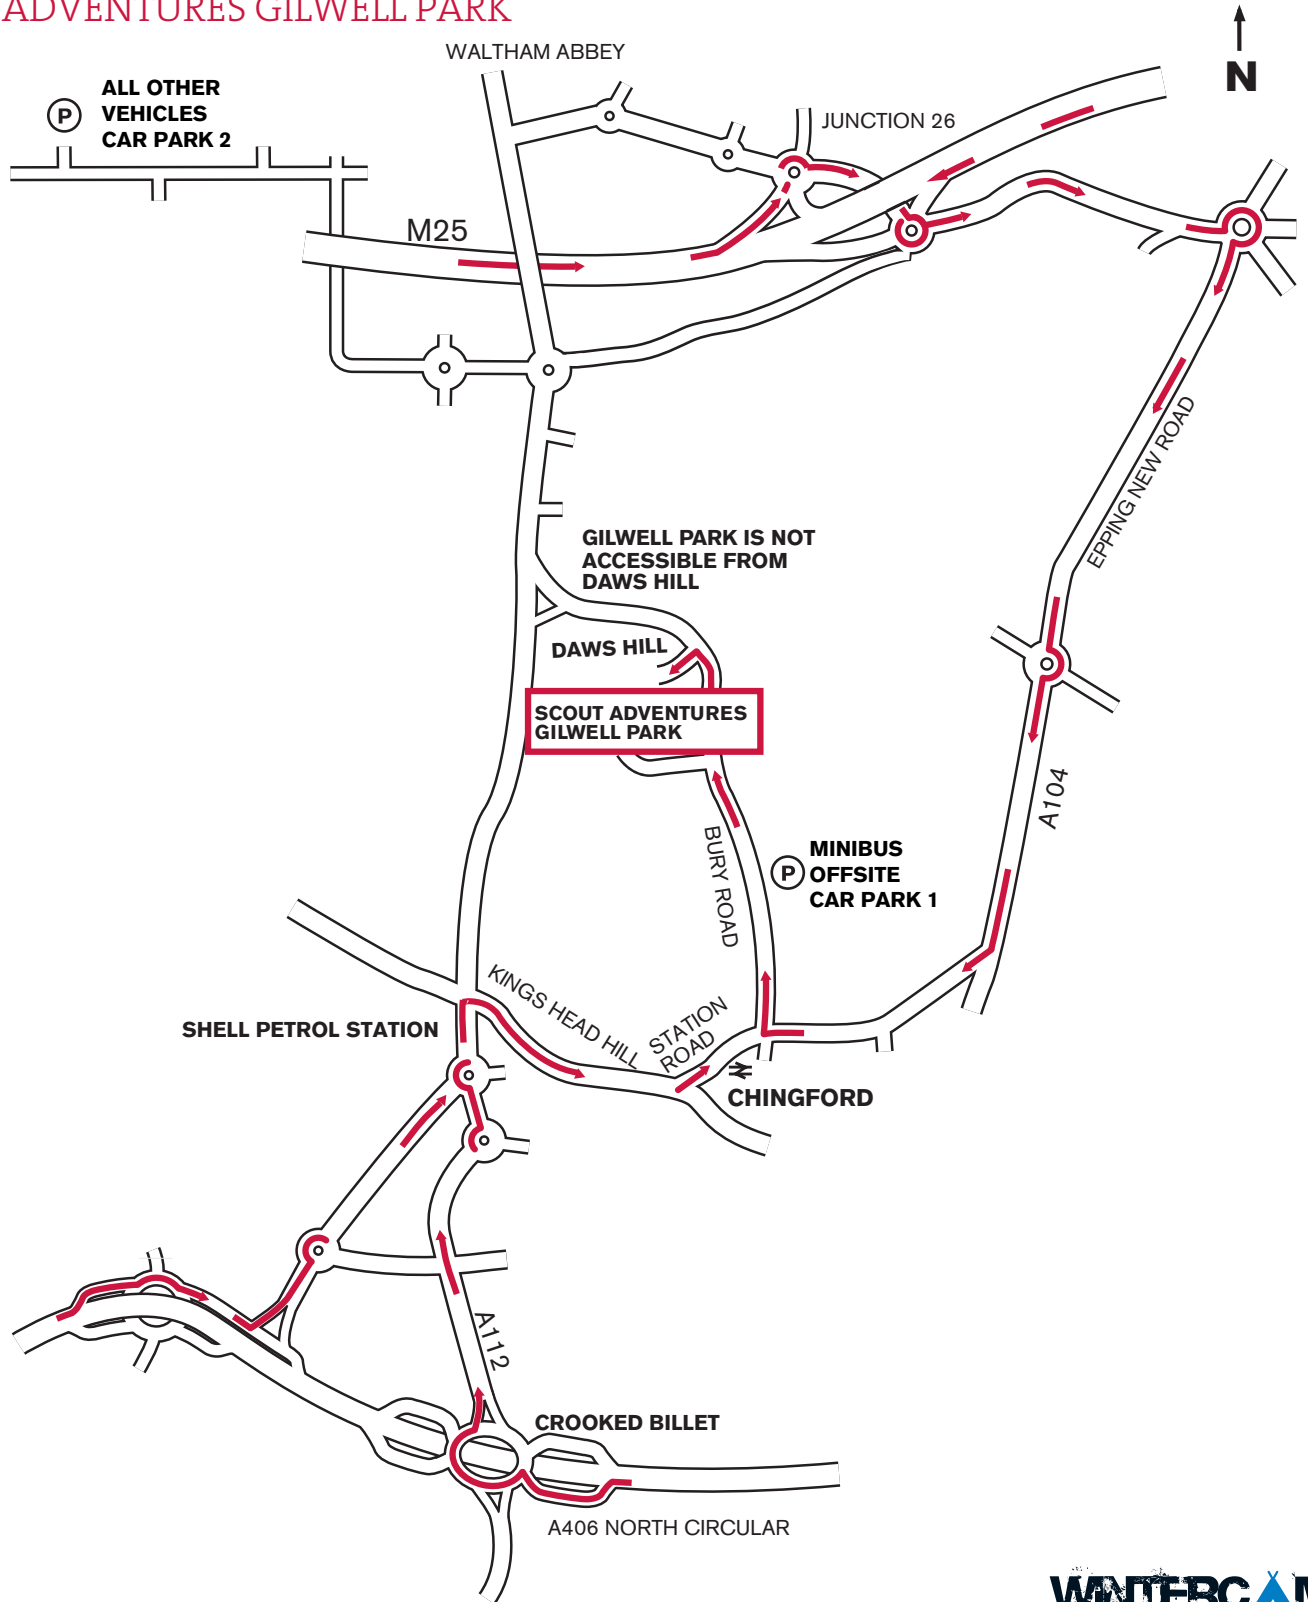 ADVENTURES GILWELL PARK
WALTHAM ABBEY
N
P
ALL OTHER
VEHICLES
CAR PARK 2
JUNCTION 26
M25
EPPING NEW ROAD
GILWELL PARK IS NOT
ACCESSIBLE FROM
DAWS HILL
DAWS HILL
SCOUT ADVENTURES
GILWELL PARK
A104
BURY ROAD
P
MINIBUS
OFFSITE
CAR PARK 1
KINGS HEAD HILL
STATION
ROAD
SHELL PETROL STATION
CHINGFORD
A112
CROOKED BILLET
A406 NORTH CIRCULAR